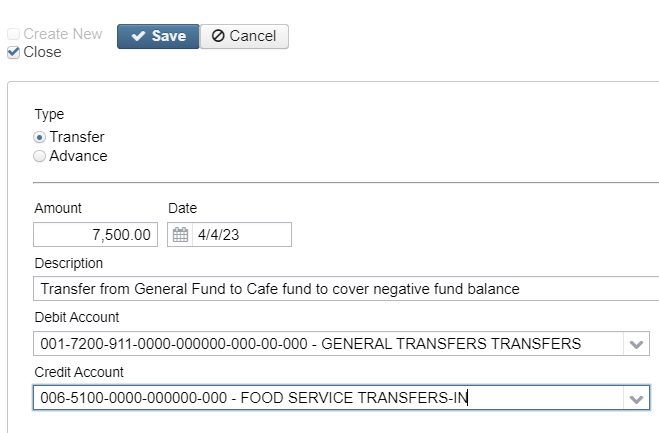 Create New
Save
Cancel
Close
Type
Transfer
Advance
Amount
Date
7,500.00
4/4/23
Description
Transfer from General Fund to Cafe fund to cover negative fund balance
Debit Account
001-7200-911-0000-000000-000-00-000 - GENERAL TRANSFERS TRANSFERS
Credit Account
006-5100-0000-000000-000 - FOOD SERVICE TRANSFERS-IN